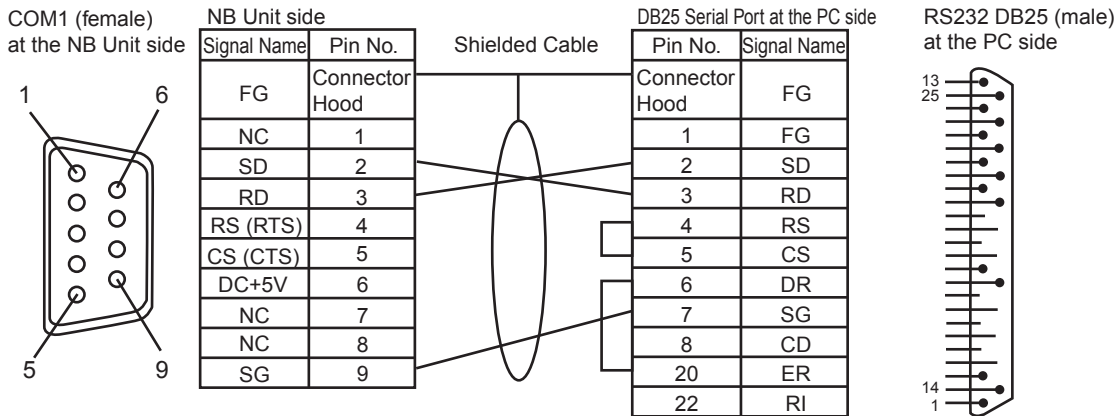 COM1 (female)
at the NB Unit side
1
6
5
9
NB Unit side
Signal Name Pin No.
FG Connector Hood
NC 1
SD 2
RD 3
RS (RTS) 4
CS (CTS) 5
DC+5V 6
NC 7
NC 8
SG 9
Shielded Cable
DB25 Serial Port at the PC side
Pin No. Signal Name
Connector Hood FG
1 FG
2 SD
3 RD
4 RS
5 CS
6 DR
7 SG
8 CD
20 ER
22 RI
RS232 DB25 (male)
at the PC side
13
25
14
1